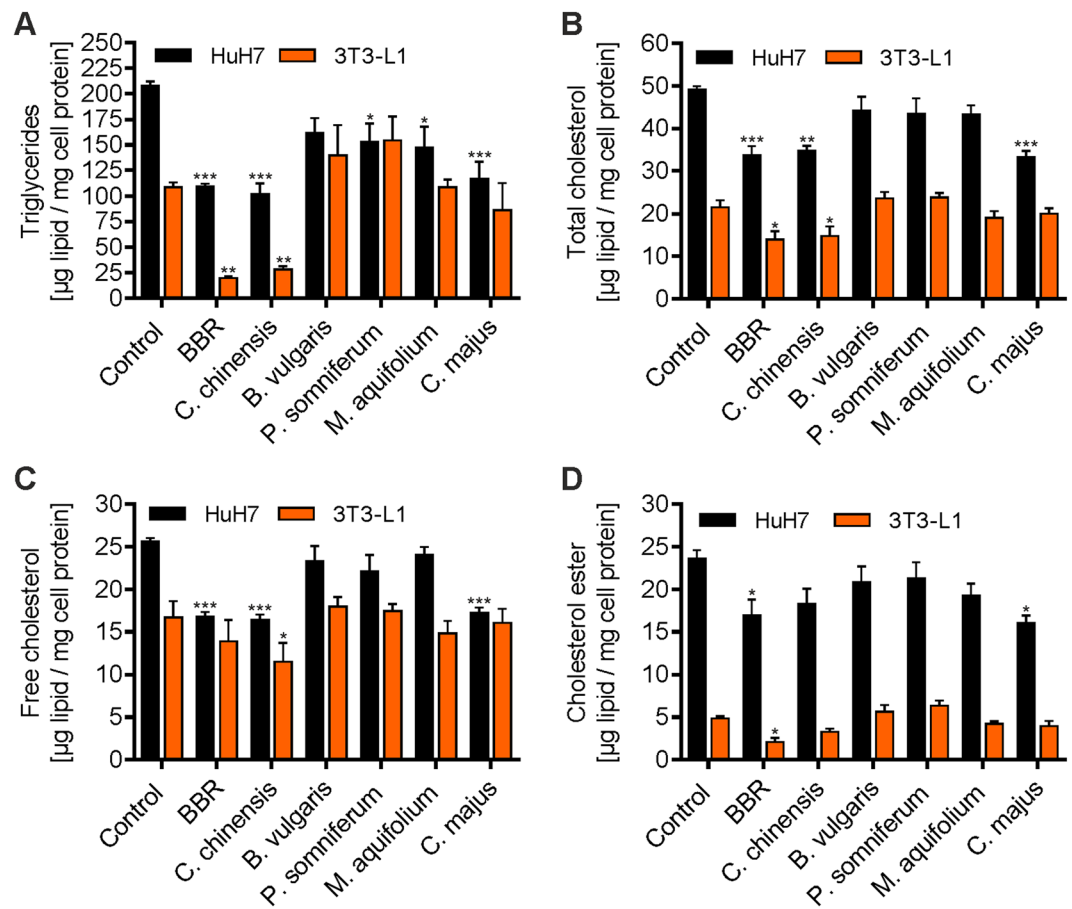 A
Triglycerides
[µg lipid / mg cell protein]
HuH7 3T3-L1
250
225
200
175
150
125
100
75
50
25
0
***
**
***
**
*
*
***
Control
BBR
C. chinensis
B. vulgaris
P. somniferum
M. aquifolium
C. majus
B
Total cholesterol
[µg lipid / mg cell protein]
HuH7 3T3-L1
60
50
40
30
20
10
0
***
*
**
*
***
Control
BBR
C. chinensis
B. vulgaris
P. somniferum
M. aquifolium
C. majus
C
Free cholesterol
[µg lipid / mg cell protein]
HuH7 3T3-L1
30
25
20
15
10
5
0
***
***
*
***
Control
BBR
C. chinensis
B. vulgaris
P. somniferum
M. aquifolium
C. majus
D
Cholesterol ester
[µg lipid / mg cell protein]
HuH7 3T3-L1
30
25
20
15
10
5
0
*
*
*
Control
BBR
C. chinensis
B. vulgaris
P. somniferum
M. aquifolium
C. majus